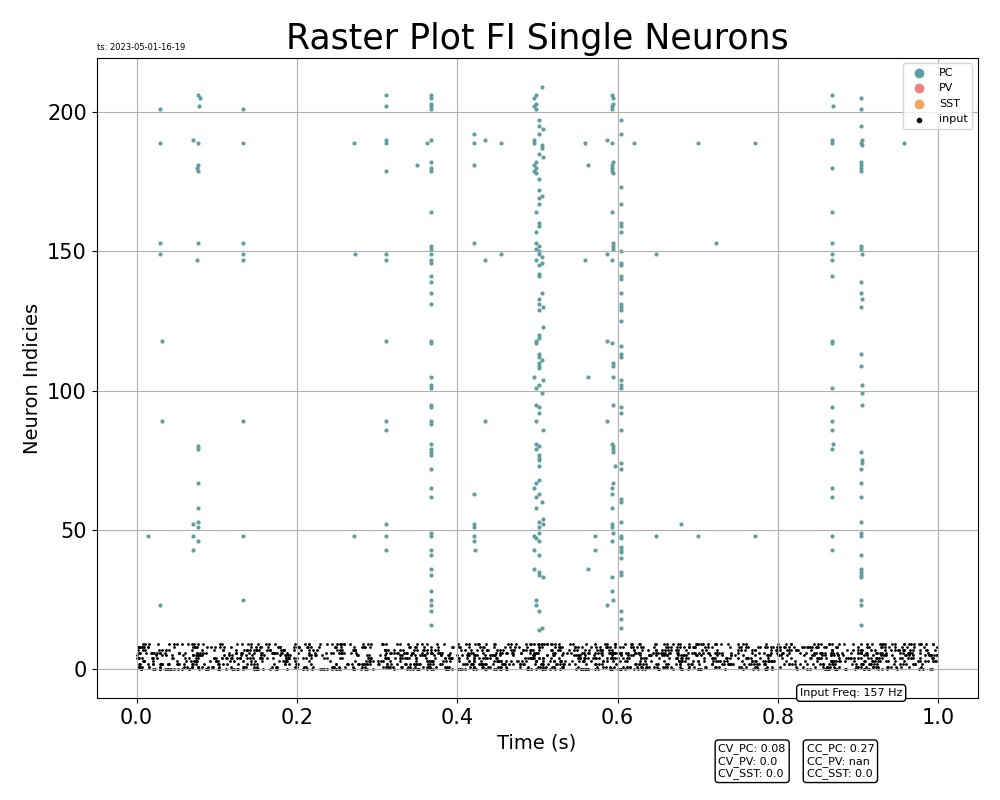 Raster Plot FI Single Neurons
ts: 2023-05-01-16-19
PC
PV
SST
input
200
150
100
50
0
Neuron Indicies
0.0 0.2 0.4 0.6 0.8 1.0
Input Freq: 157 Hz
Time (s)
CV_PC: 0.08
CV_PV: 0.0
CV_SST: 0.0
CC_PC: 0.27
CC_PV: nan
CC_SST: 0.0